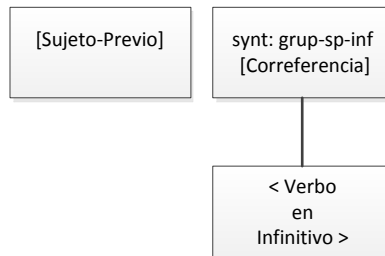 [Sujeto-Previo]
synt: grup-sp-inf
[Correferencia]
< Verbo
en
Infinitivo >